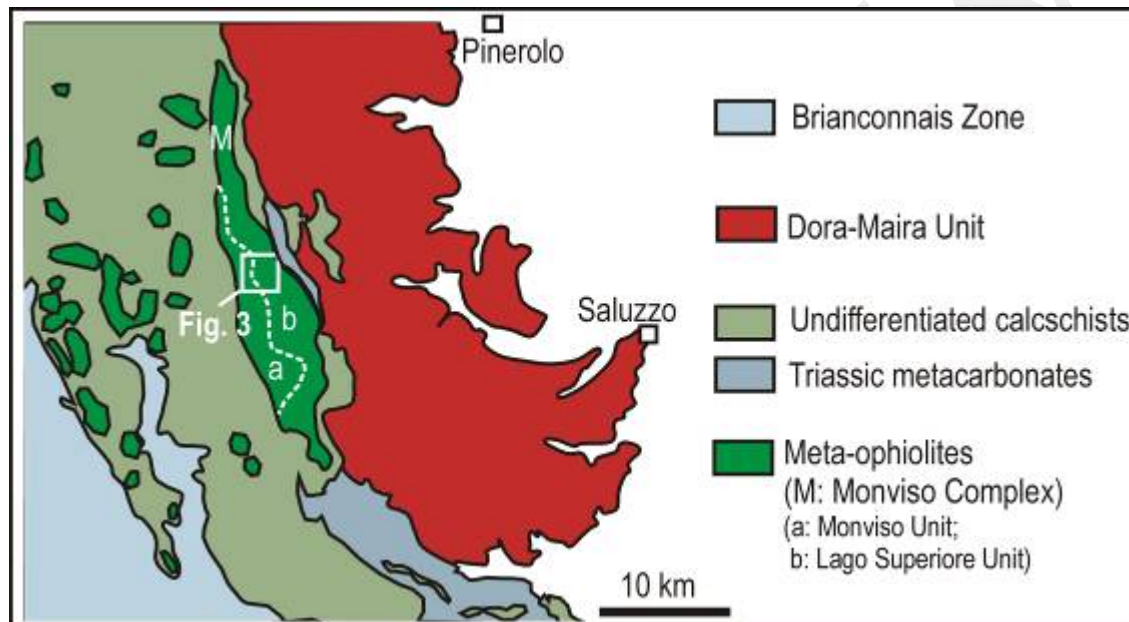 Pinerolo
M
Fig. 3
b
a
Saluzzo
10 km
Brianconnais Zone
Dora-Maira Unit
Undifferentiated calcschists
Triassic metacarbonates
Meta-ophiolites
(M: Monviso Complex)
(a: Monviso Unit;
b: Lago Superiore Unit)